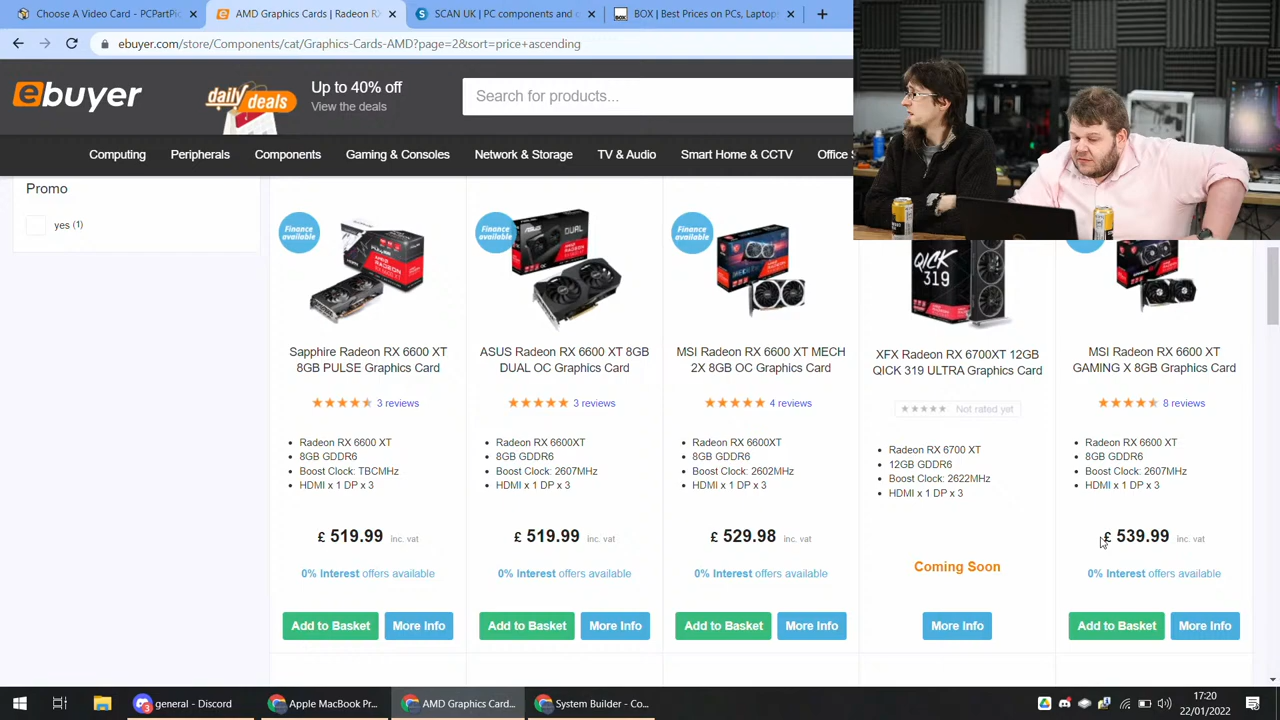 Choose A Video Card - PCPartPic
AMD Graphics Cards | Radeon R
SCAN UK | PC components and c
BOX | Best Prices on PCs, Laptop
ebuyer.com/store/Components/cat/Graphics-Cards-AMD?page=2&sort=price+ascending
ebuyer
daily deals
Up to 40% off
View the deals
Search for products...
Computing
Peripherals
Components
Gaming & Consoles
Network & Storage
TV & Audio
Smart Home & CCTV
Office S
Promo
yes (1)
Finance available
Finance available
Finance available
DUAL
QICK
319
Sapphire Radeon RX 6600 XT
8GB PULSE Graphics Card
3 reviews
Radeon RX 6600 XT
8GB GDDR6
Boost Clock: TBCMHz
HDMI x 1 DP x 3
£ 519.99 inc. vat
0% Interest offers available
Add to Basket
More Info
ASUS Radeon RX 6600 XT 8GB
DUAL OC Graphics Card
3 reviews
Radeon RX 6600XT
8GB GDDR6
Boost Clock: 2607MHz
HDMI x 1 DP x 3
£ 519.99 inc. vat
0% Interest offers available
Add to Basket
More Info
MSI Radeon RX 6600 XT MECH
2X 8GB OC Graphics Card
4 reviews
Radeon RX 6600XT
8GB GDDR6
Boost Clock: 2602MHz
HDMI x 1 DP x 3
£ 529.98 inc. vat
0% Interest offers available
Add to Basket
More Info
XFX Radeon RX 6700XT 12GB
QICK 319 ULTRA Graphics Card
Not rated yet
Radeon RX 6700 XT
12GB GDDR6
Boost Clock: 2622MHz
HDMI x 1 DP x 3
Coming Soon
More Info
MSI Radeon RX 6600 XT
GAMING X 8GB Graphics Card
8 reviews
Radeon RX 6600 XT
8GB GDDR6
Boost Clock: 2607MHz
HDMI x 1 DP x 3
£ 539.99 inc. vat
0% Interest offers available
Add to Basket
More Info
general - Discord
Apple MacBook P
AMD Graphics Card...
System Builder - Co...
17:20
22/01/2022